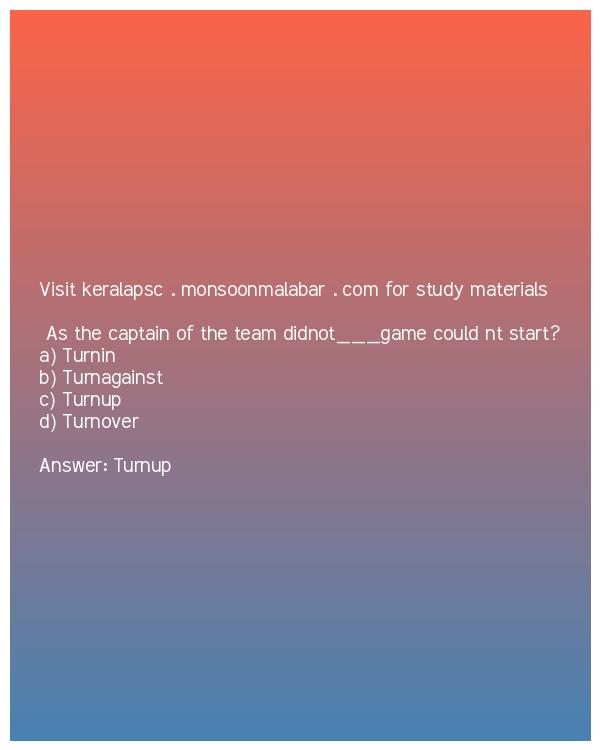 Visit keralapsc . monsoonmalabar . com for study materials
As the captain of the team didnot___game could nt start?
a) Turnin
b) Turnagainst
c) Turnup
d) Turnover
Answer: Turnup